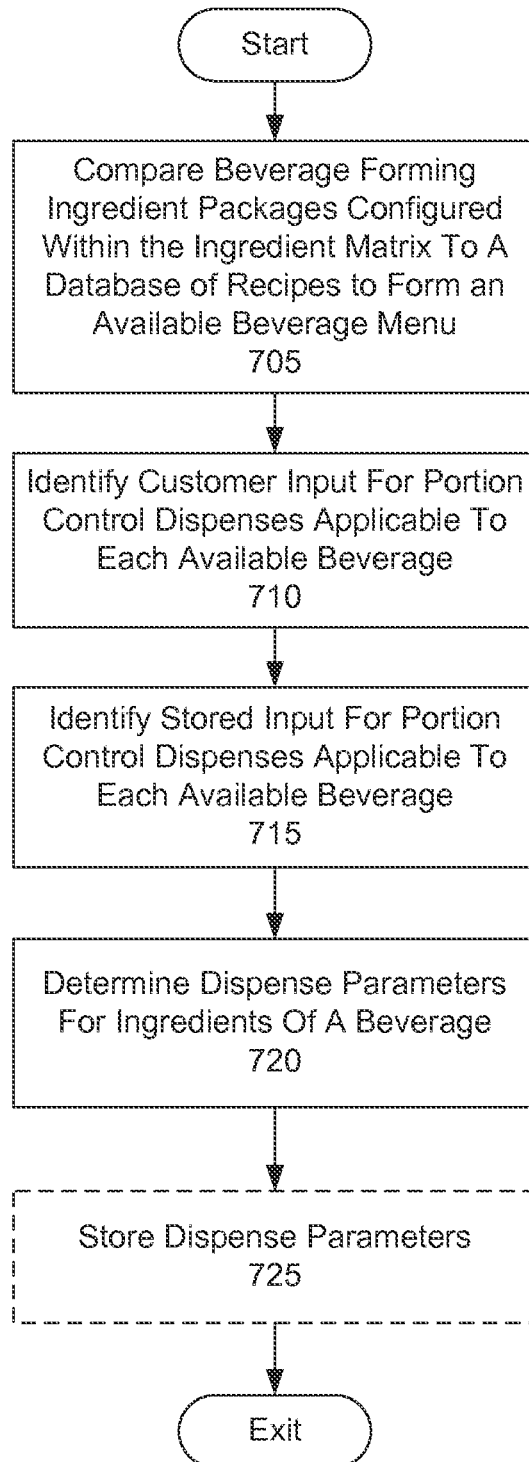 Start
Compare Beverage Forming
Ingredient Packages Configured
Within the Ingredient Matrix To A
Database of Recipes to Form an
Available Beverage Menu
705
Identify Customer Input For Portion
Control Dispenses Applicable To
Each Available Beverage
710
Identify Stored Input For Portion
Control Dispenses Applicable To
Each Available Beverage
715
Determine Dispense Parameters
For Ingredients Of A Beverage
720
Store Dispense Parameters
725
Exit